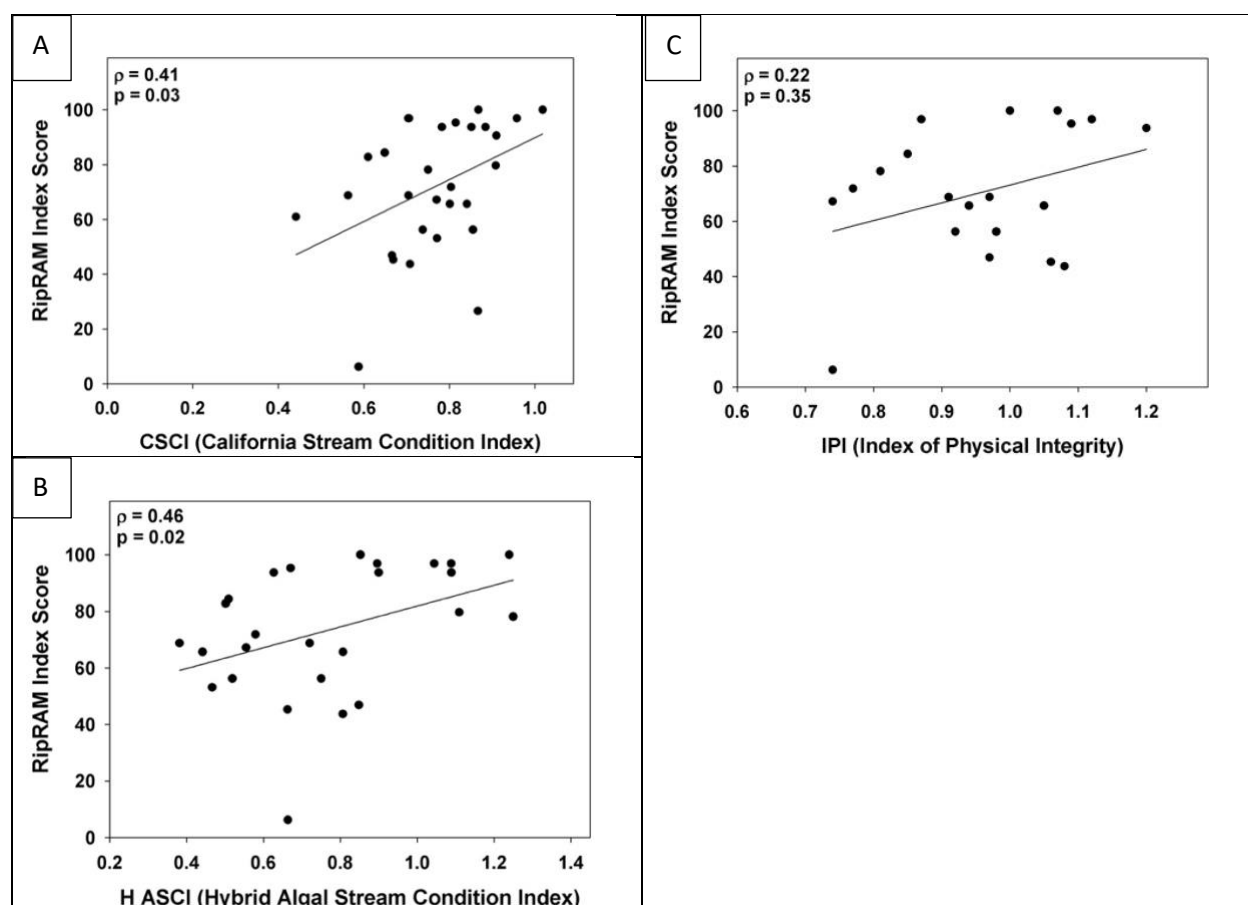 A
ρ = 0.41
p = 0.03
RipRAM Index Score
100
80
60
40
20
0
0.0 0.2 0.4 0.6 0.8 1.0
CSCI (California Stream Condition Index)
B
ρ = 0.46
p = 0.02
RipRAM Index Score
100
80
60
40
20
0
0.2 0.4 0.6 0.8 1.0 1.2 1.4
H ASCI (Hybrid Algal Stream Condition Index)
C
ρ = 0.22
p = 0.35
RipRAM Index Score
100
80
60
40
20
0
0.6 0.7 0.8 0.9 1.0 1.1 1.2
IPI (Index of Physical Integrity)